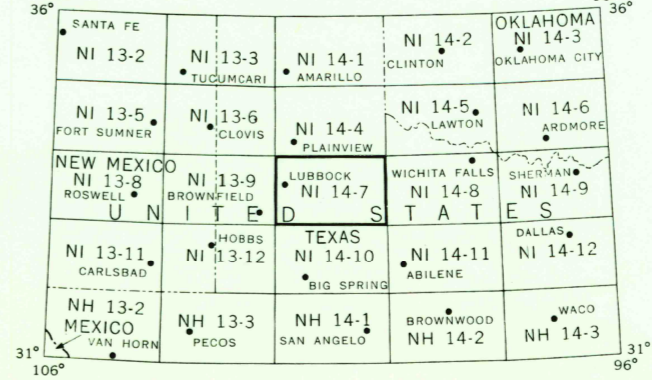 36°
36°
SANTA FE
NI 13-2
NI 13-3
TUCUMCARI
NI 14-1
AMARILLO
NI 14-2
CLINTON
OKLAHOMA
NI 14-3
OKLAHOMA CITY
NI 13-5
FORT SUMNER
NI 13-6
CLOVIS
NI 14-4
PLAINVIEW
NI 14-5
LAWTON
NI 14-6
ARDMORE
NEW MEXICO
NI 13-8
ROSWELL
NI 13-9
BROWNFIELD
LUBBOCK
NI 14-7
WICHITA FALLS
NI 14-8
SHERMAN
NI 14-9
UNITED STATES
NI 13-11
CARLSBAD
HOBBS
NI 13-12
TEXAS
NI 14-10
BIG SPRING
NI 14-11
ABILENE
DALLAS
NI 14-12
NH 13-2
MEXICO
VAN HORN
NH 13-3
PECOS
NH 14-1
SAN ANGELO
BROWNWOOD
NH 14-2
WACO
NH 14-3
31°
31°
106°
96°